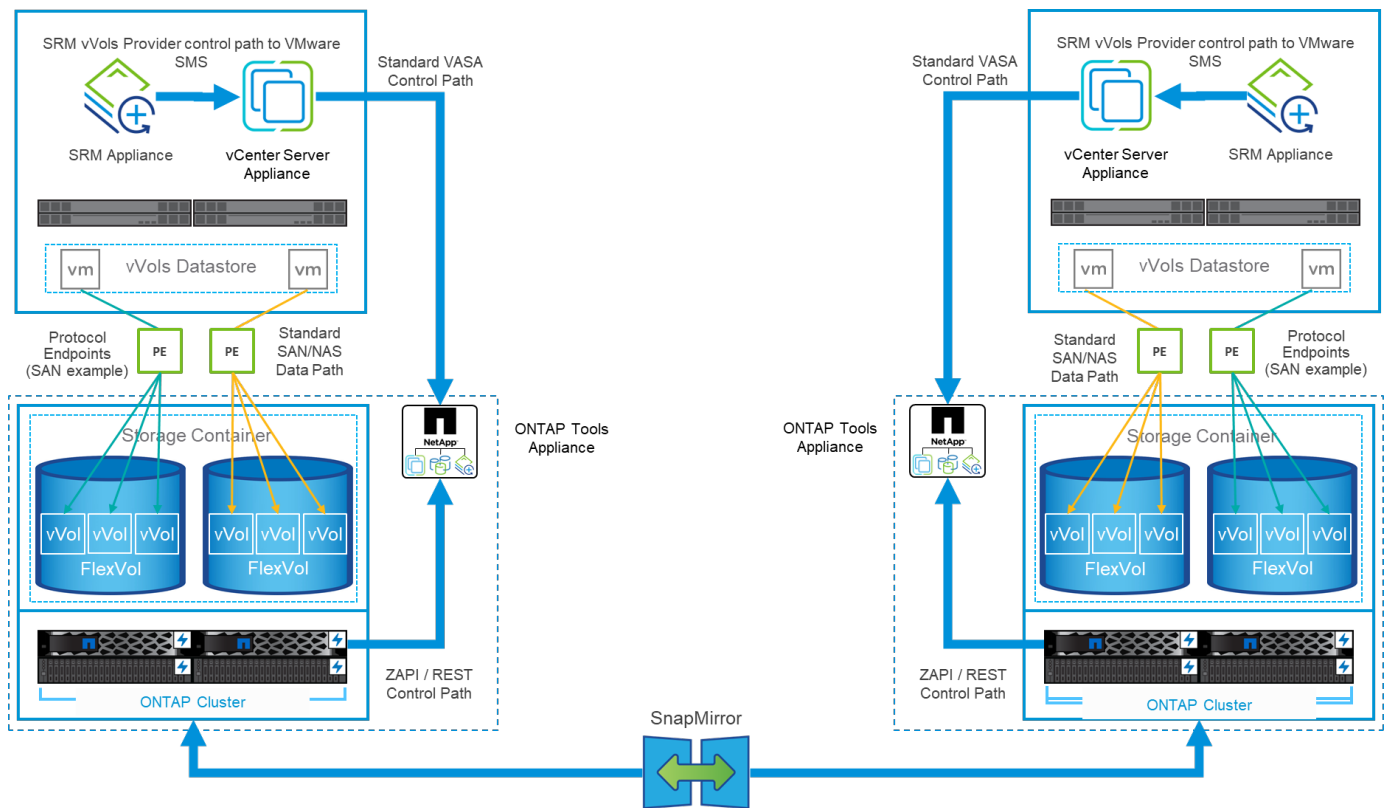 SRM vVols Provider control path to VMware
SMS
SRM Appliance
vCenter Server
Appliance
Standard VASA
Control Path
vm
vVols Datastore
vm
Protocol
Endpoints
(SAN example)
PE
PE
Standard
SAN/NAS
Data Path
Storage Container
vVol
vVol
vVol
FlexVol
vVol
vVol
vVol
FlexVol
NetApp
ONTAP Tools
Appliance
ZAPI / REST
Control Path
ONTAP Cluster
SnapMirror
Standard VASA
Control Path
SRM vVols Provider control path to VMware
SMS
vCenter Server
Appliance
SRM Appliance
vm
vVols Datastore
vm
Standard
SAN/NAS
Data Path
PE
PE
Protocol
Endpoints
(SAN example)
ONTAP Tools
Appliance
NetApp
Storage Container
vVol
vVol
vVol
FlexVol
vVol
vVol
vVol
FlexVol
ZAPI / REST
Control Path
ONTAP Cluster